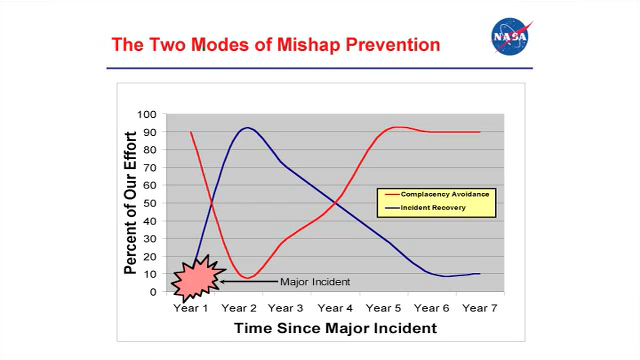 The Two Modes of Mishap Prevention
NASA
100
90
80
70
60
50
40
30
20
10
0
Percent of Our Effort
Complacency Avoidance
Incident Recovery
Major Incident
Year 1 Year 2 Year 3 Year 4 Year 5 Year 6 Year 7
Time Since Major Incident